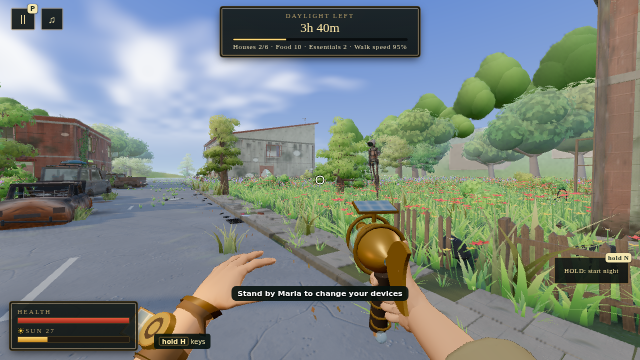 P
DAYLIGHT LEFT
3h 40m
Houses 2/6 · Food 10 · Essentials 2 · Walk speed 95%
hold N
HOLD: start night
Stand by Marla to change your devices
HEALTH
SUN 27
hold H keys